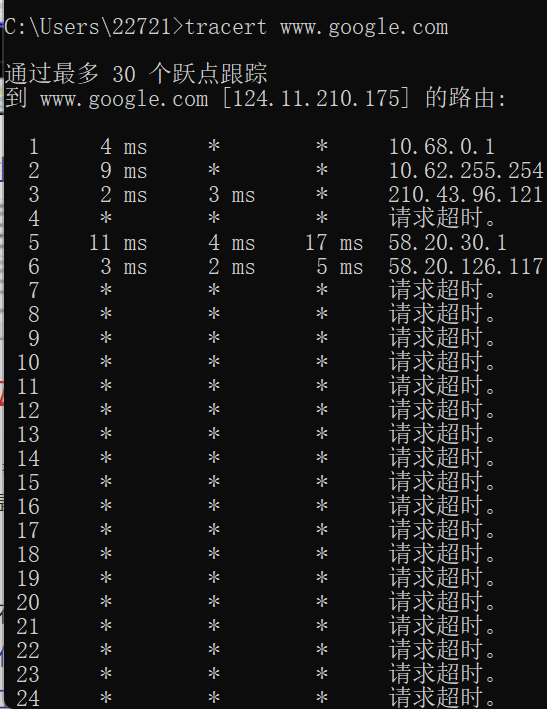 C:\Users\22721>tracert www.google.com
通过最多 30 个跃点跟踪
到 www.google.com [124.11.210.175] 的路由:
1 4 ms * * 10.68.0.1
2 9 ms * * 10.62.255.254
3 2 ms 3 ms * 210.43.96.121
4 * * * 请求超时。
5 11 ms 4 ms 17 ms 58.20.30.1
6 3 ms 2 ms 5 ms 58.20.126.117
7 * * * 请求超时。
8 * * * 请求超时。
9 * * * 请求超时。
10 * * * 请求超时。
11 * * * 请求超时。
12 * * * 请求超时。
13 * * * 请求超时。
14 * * * 请求超时。
15 * * * 请求超时。
16 * * * 请求超时。
17 * * * 请求超时。
18 * * * 请求超时。
19 * * * 请求超时。
20 * * * 请求超时。
21 * * * 请求超时。
22 * * * 请求超时。
23 * * * 请求超时。
24 * * * 请求超时。